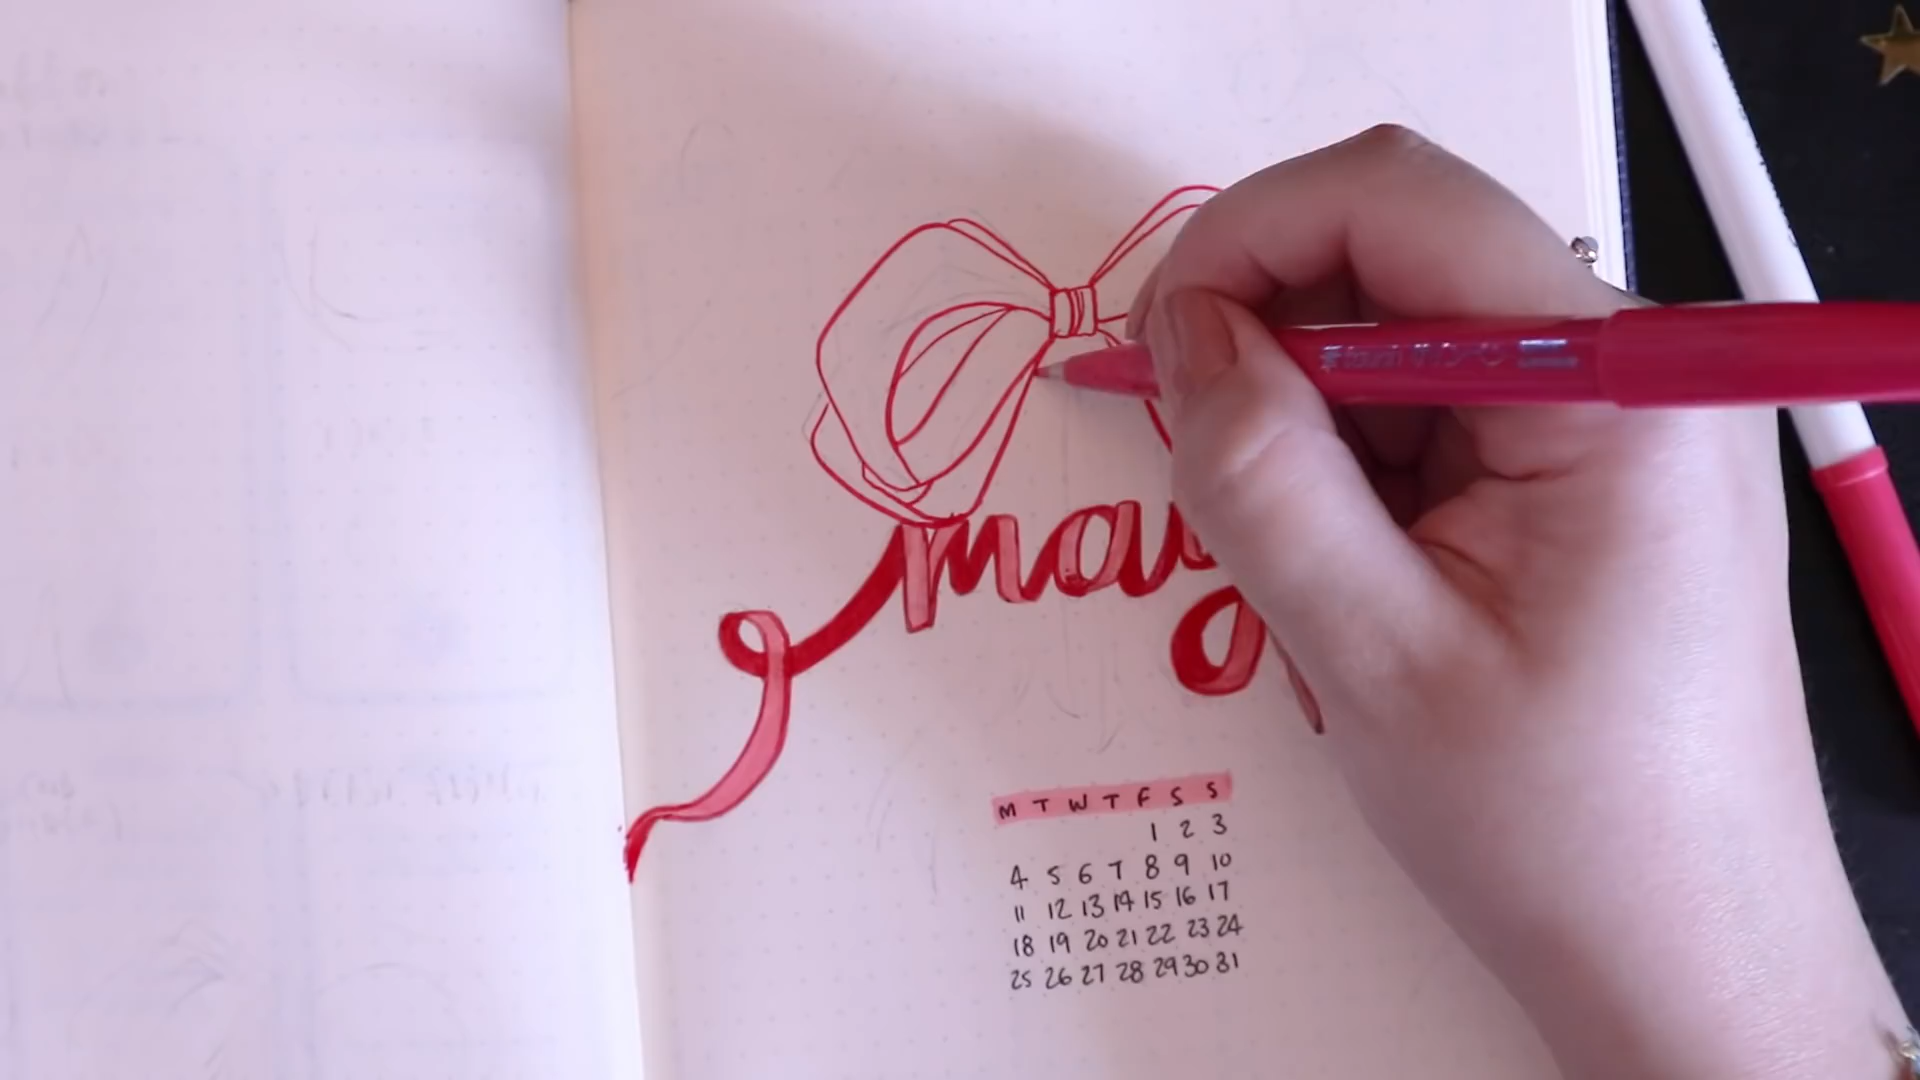 may
M T W T F S S
1 2 3
4 5 6 7 8 9 10
11 12 13 14 15 16 17
18 19 20 21 22 23 24
25 26 27 28 29 30 31
touch